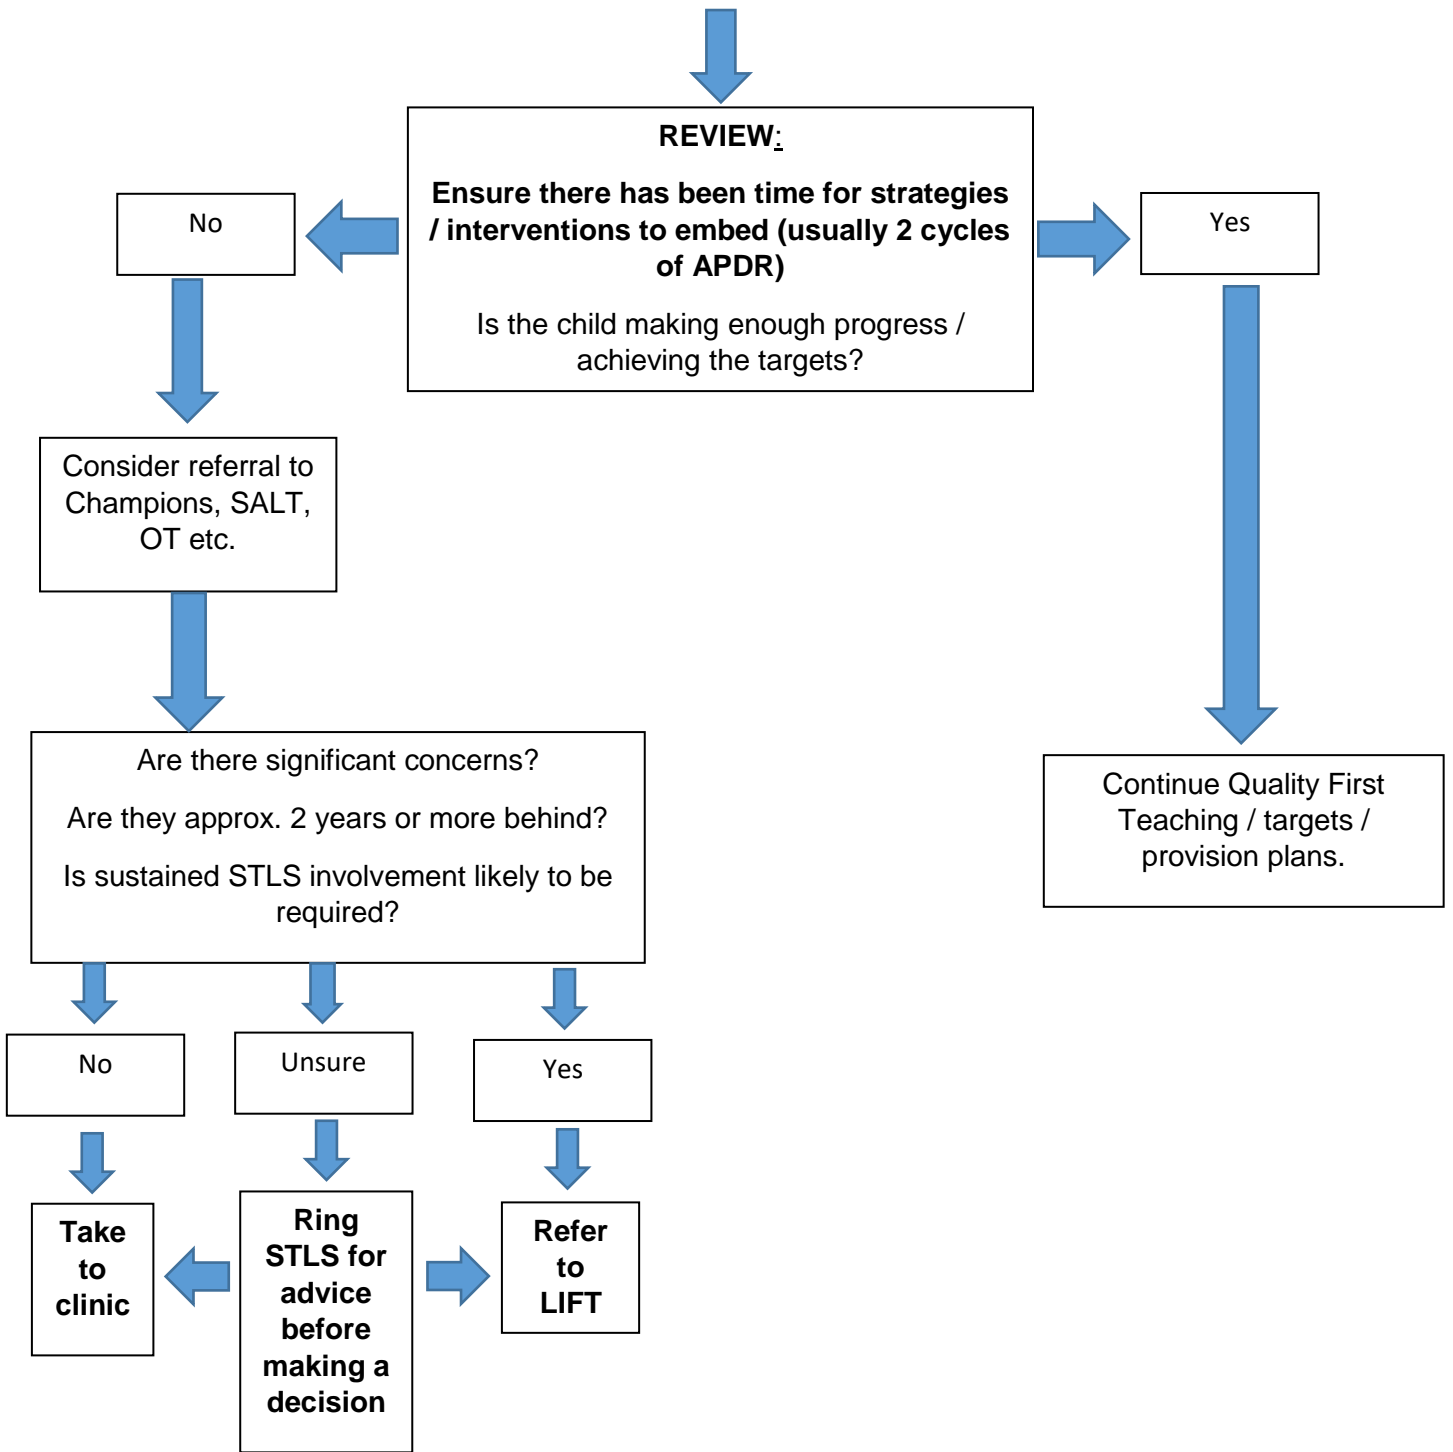 REVIEW:
Ensure there has been time for strategies
/ interventions to embed (usually 2 cycles
of APDR)
Is the child making enough progress /
achieving the targets?
No
Yes
Consider referral to
Champions, SALT,
OT etc.
Are there significant concerns?
Are they approx. 2 years or more behind?
Is sustained STLS involvement likely to be
required?
Continue Quality First
Teaching / targets /
provision plans.
No
Unsure
Yes
Take
to
clinic
Ring
STLS for
advice
before
making a
decision
Refer
to
LIFT